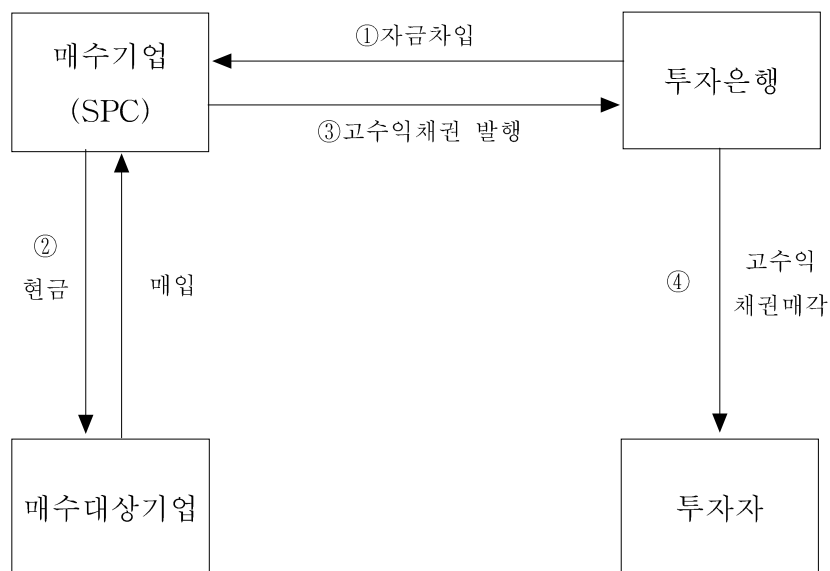 매수기업
(SPC)
①자금차입
③고수익채권 발행
투자은행
②
현금
매입
④
고수익
채권매각
매수대상기업
투자자